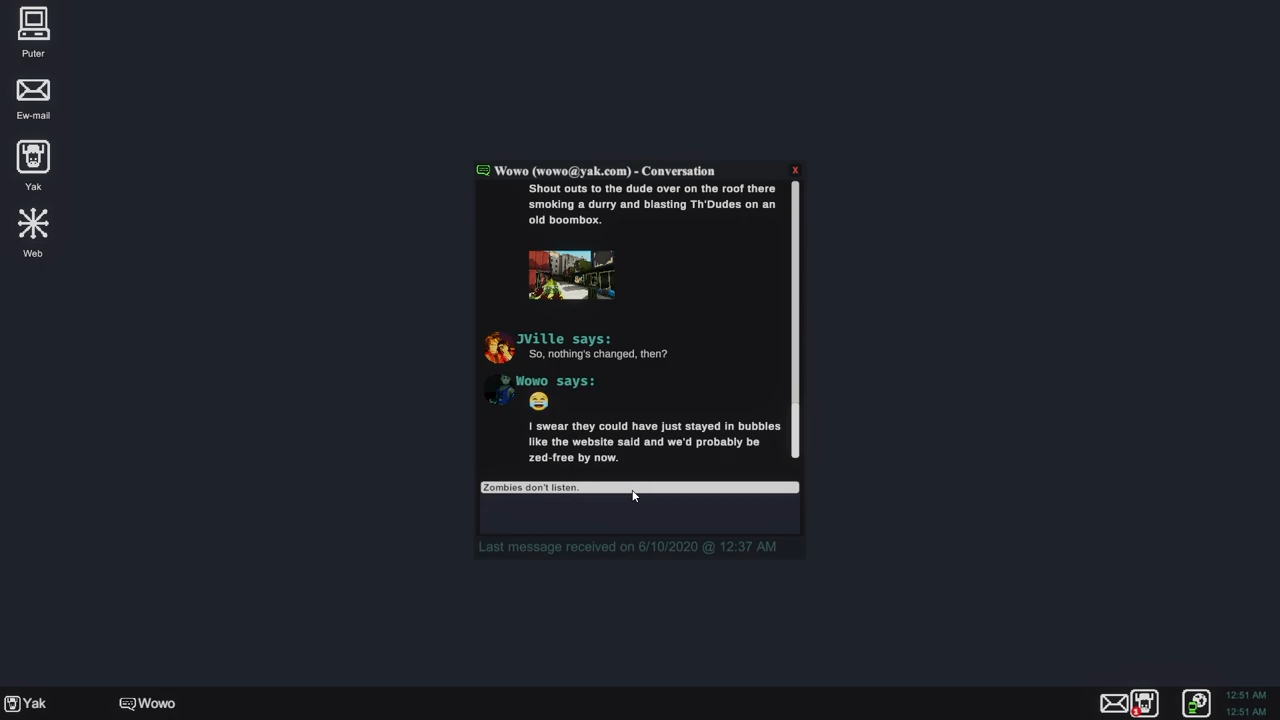 Puter
Ew-mail
Yak
Web
Wowo (wowo@yak.com) - Conversation
X
Shout outs to the dude over on the roof there
smoking a durry and blasting Th'Dudes on an
old boombox.
JVille says:
So, nothing's changed, then?
Wowo says:
I swear they could have just stayed in bubbles
like the website said and we'd probably be
zed-free by now.
Zombies don't listen.
Last message received on 6/10/2020 @ 12:37 AM
Yak
Wowo
1
12:51 AM
12:51 AM